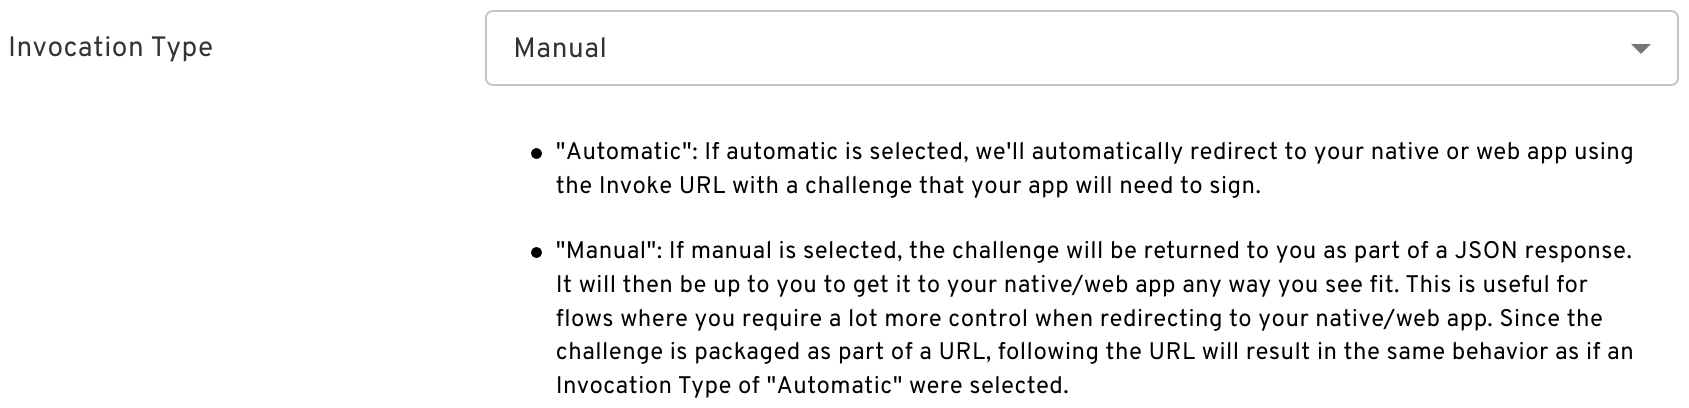 Invocation Type
Manual
"Automatic": If automatic is selected, we'll automatically redirect to your native or web app using
the Invoke URL with a challenge that your app will need to sign.
"Manual": If manual is selected, the challenge will be returned to you as part of a JSON response.
It will then be up to you to get it to your native/web app any way you see fit. This is useful for
flows where you require a lot more control when redirecting to your native/web app. Since the
challenge is packaged as part of a URL, following the URL will result in the same behavior as if an
Invocation Type of "Automatic" were selected.